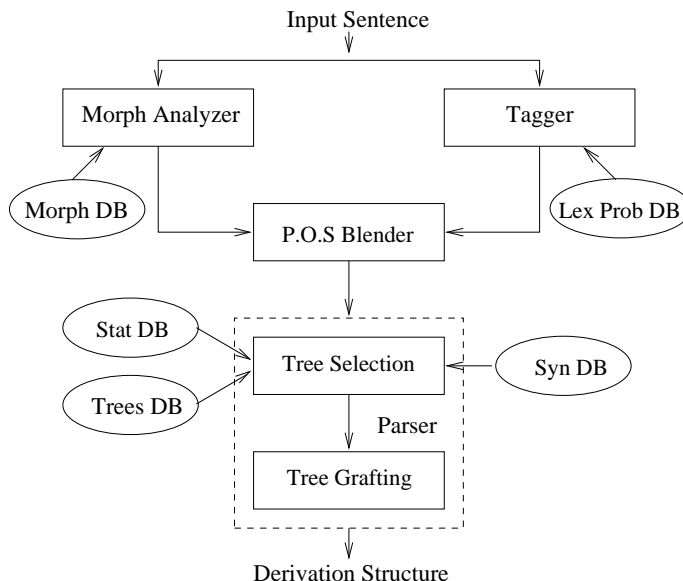 Input Sentence
Morph Analyzer
Tagger
Morph DB
Lex Prob DB
P.O.S Blender
Stat DB
Tree Selection
Syn DB
Trees DB
Parser
Tree Grafting
Derivation Structure